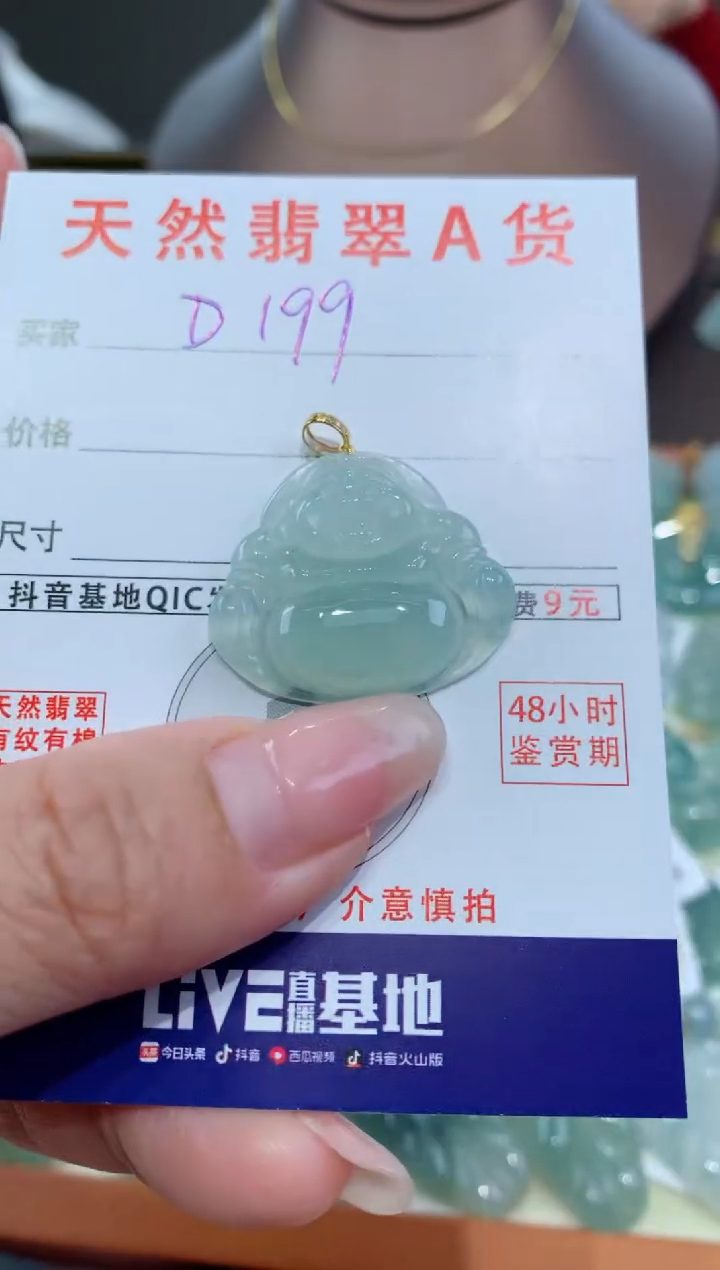 天然翡翠A货
买家 D 199
价格
尺寸
抖音基地QIC
费9元
天然翡翠
有纹有棉
48小时
鉴赏期
介意慎拍
LIVE直播基地
今日头条 抖音 西瓜视频 抖音火山版